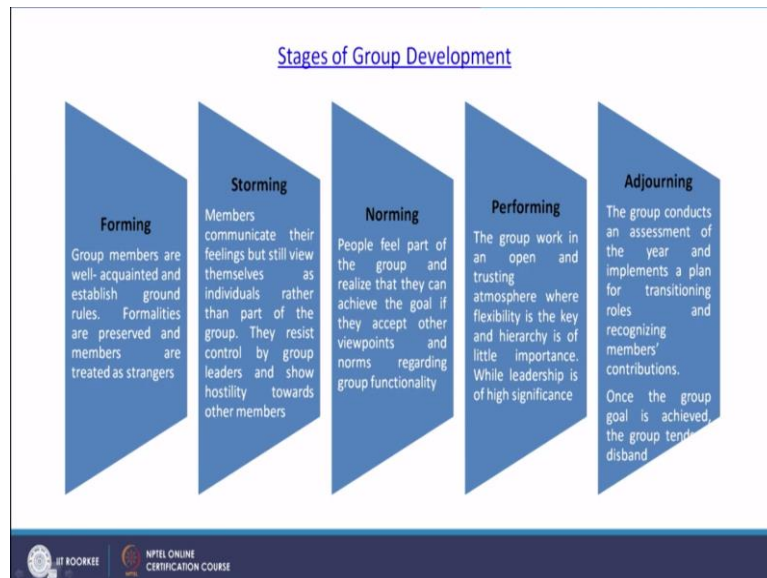 Stages of Group Development
Forming
Group members are
well- acquainted and
establish ground
rules. Formalities
are preserved and
members are
treated as strangers
Storming
Members
communicate their
feelings but still view
themselves as
individuals rather
than part of the
group. They resist
control by group
leaders and show
hostility towards
other members
Norming
People feel part of
the group and
realize that they can
achieve the goal if
they accept other
viewpoints and
norms regarding
group functionality
Performing
The group work in
an open and
trusting
atmosphere where
flexibility is the key
and hierarchy is of
little importance.
While leadership is
of high significance
Adjourning
The group conducts
an assessment of
the year and
implements a plan
for transitioning
roles and
recognizing
members'
contributions.
Once the group
goal is achieved,
the group
disband
IIT ROORKEE
NPTEL ONLINE
CERTIFICATION COURSE